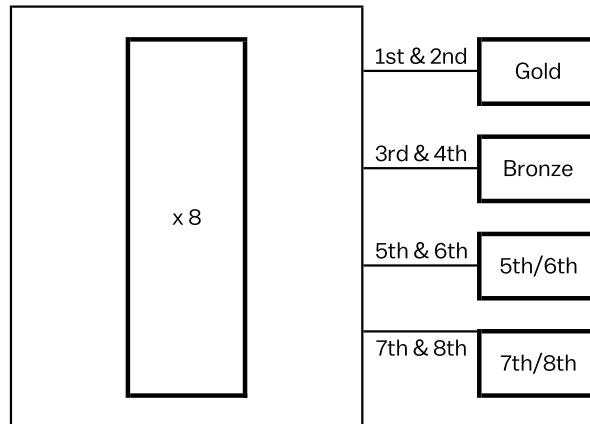 1st & 2nd
Gold
3rd & 4th
Bronze
x 8
5th & 6th
5th/6th
7th & 8th
7th/8th